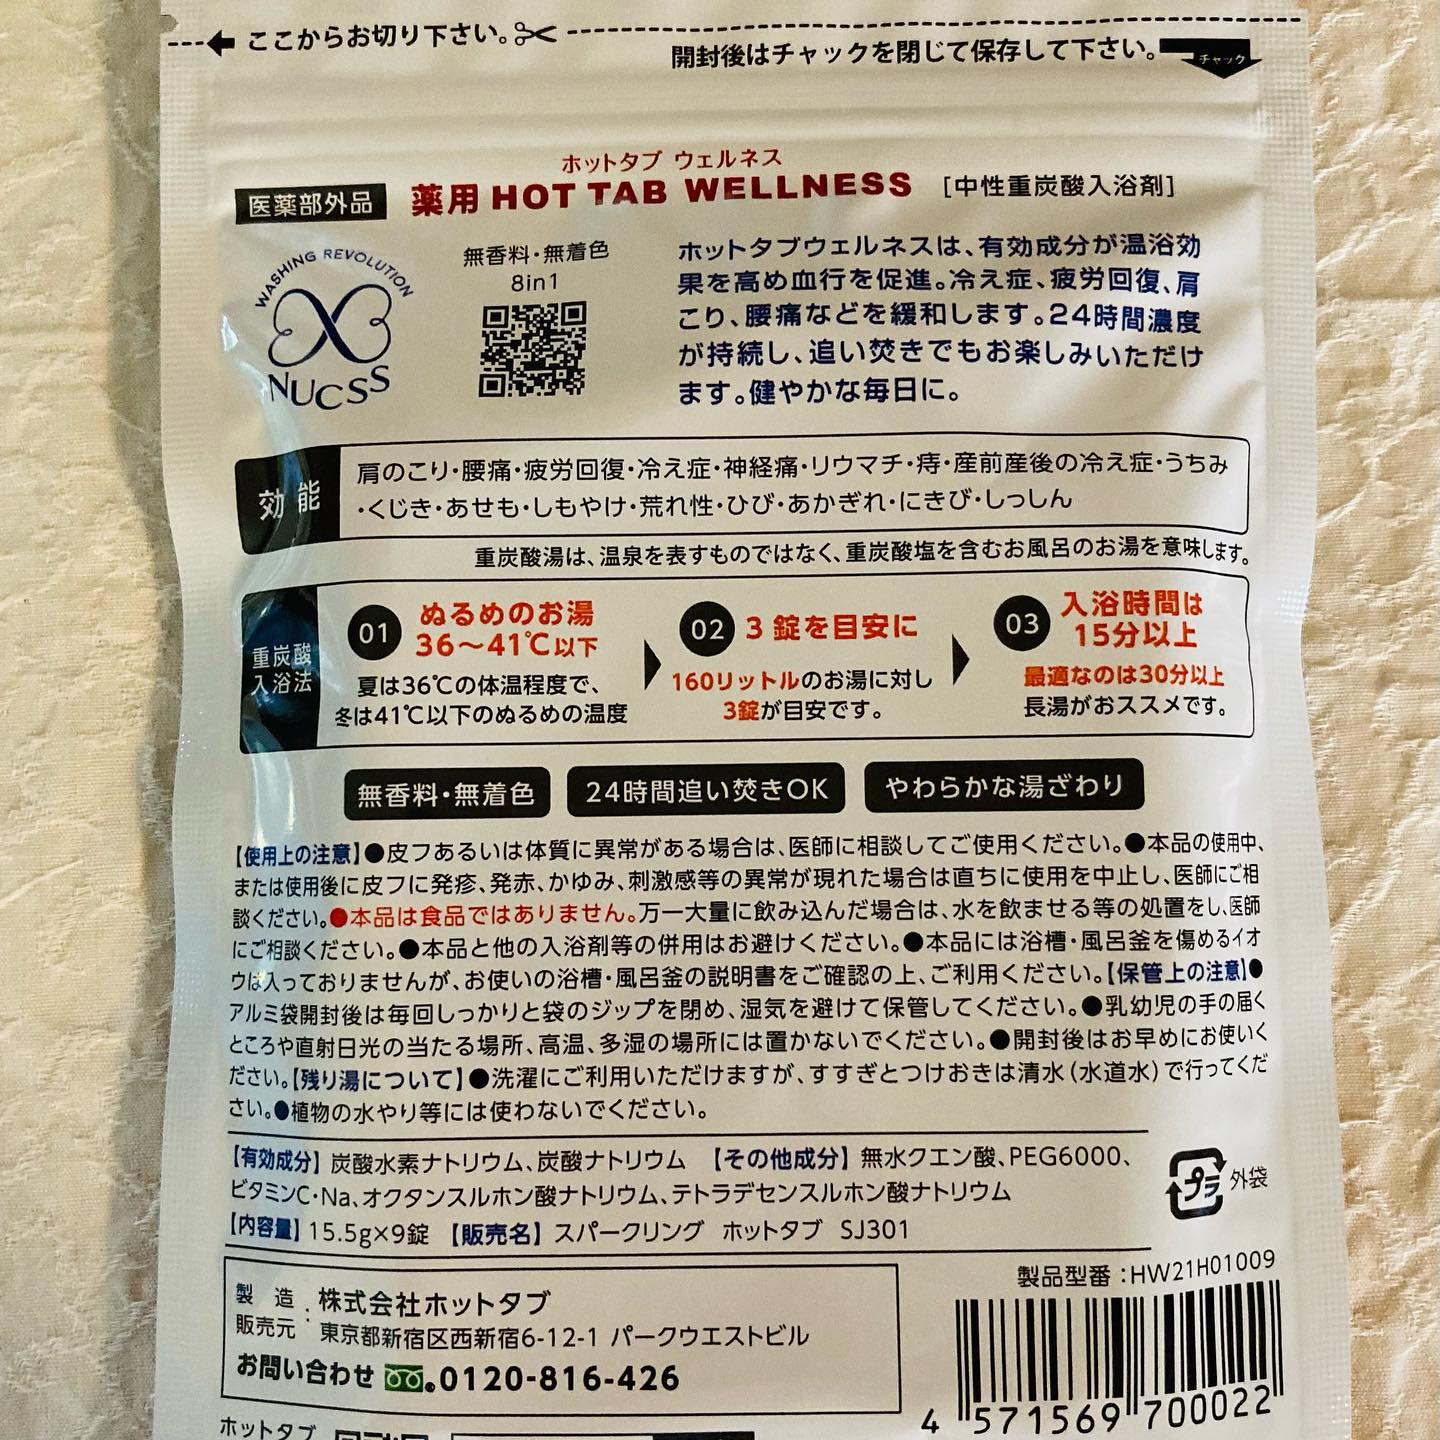 ここからお切り下さい。
開封後はチャックを閉じて保存して下さい。
チャック
ホットタブ ウェルネス
医薬部外品 薬用 HOT TAB WELLNESS [中性重炭酸入浴剤]
WASHING REVOLUTION
NUCSS
無香料・無着色
8in1
ホットタブウェルネスは、有効成分が温浴効
果を高め血行を促進。冷え症、疲労回復、肩
こり、腰痛などを緩和します。24時間濃度
が持続し、追い焚きでもお楽しみいただけ
ます。健やかな毎日に。
効能
肩のこり・腰痛・疲労回復・冷え症・神経痛・リウマチ・痔・産前産後の冷え症・うちみ
・くじき・あせも・しもやけ・荒れ性・ひび・あかぎれ・にきび・しっしん
重炭酸湯は、温泉を表すものではなく、重炭酸塩を含むお風呂のお湯を意味します。
重炭酸
入浴法
01 ぬるめのお湯
36〜41℃以下
夏は36℃の体温程度で、
冬は41℃以下のぬるめの温度
02 3錠を目安に
160リットルのお湯に対し
3錠が目安です。
03 入浴時間は
15分以上
最適なのは30分以上
長湯がおススメです。
無香料・無着色 24時間追い焚きOK やわらかな湯ざわり
【使用上の注意】●皮フあるいは体質に異常がある場合は、医師に相談してご使用ください。●本品の使用中、
または使用後に皮フに発疹、発赤、かゆみ、刺激感等の異常が現れた場合は直ちに使用を中止し、医師にご相
談ください。●本品は食品ではありません。万一大量に飲み込んだ場合は、水を飲ませる等の処置をし、医師
にご相談ください。●本品と他の入浴剤等の併用はお避けください。●本品には浴槽・風呂釜を傷めるイオ
ウは入っておりませんが、お使いの浴槽・風呂釜の説明書をご確認の上、ご利用ください。【保管上の注意】●
アルミ袋開封後は毎回しっかりと袋のジップを閉め、湿気を避けて保管してください。●乳幼児の手の届く
ところや直射日光の当たる場所、高温、多湿の場所には置かないでください。●開封後はお早めにお使いく
ださい。【残り湯について】●洗濯にご利用いただけますが、すすぎとつけおきは清水（水道水）で行ってくだ
さい。●植物の水やり等には使わないでください。
【有効成分】炭酸水素ナトリウム、炭酸ナトリウム 【その他成分】無水クエン酸、PEG6000、
ビタミンC・Na、オクタンスルホン酸ナトリウム、テトラデセンスルホン酸ナトリウム
【内容量】15.5g×9錠 【販売名】スパークリング ホットタブ SJ301
プラ 外袋
製品型番：HW21H01009
製造
販売元 : 株式会社ホットタブ
東京都新宿区西新宿6-12-1 パークウエストビル
お問い合わせ 0120-816-426
4 571569 700022
ホットタブ